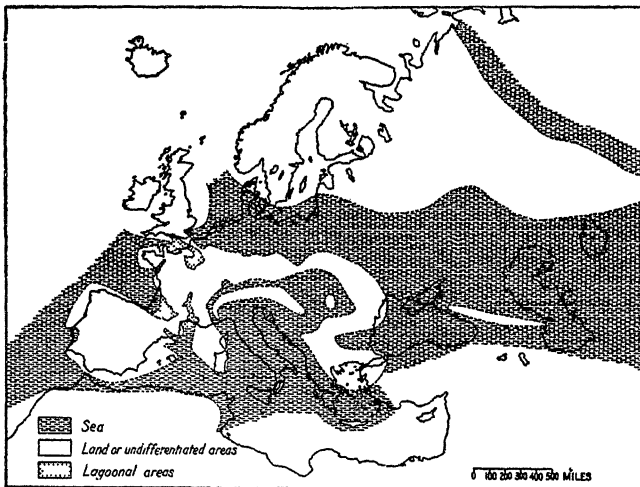 Sea
Land or undifferentiated areas
Lagoonal areas
0 100 200 300 400 500 MILES